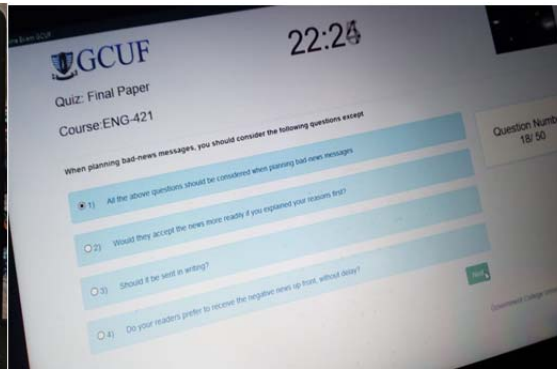 GCUF
22:24
Quiz: Final Paper
Course:ENG-421
Question Numb
18/ 50
When planning bad-news messages, you should consider the following questions except
1) All the above questions should be considered when planning bad-news messages
2) Would they accept the news more readily if you explained your reasons first?
3) Should it be sent in writing?
4) Do your readers prefer to receive the negative news up front, without delay?
Next
Government College